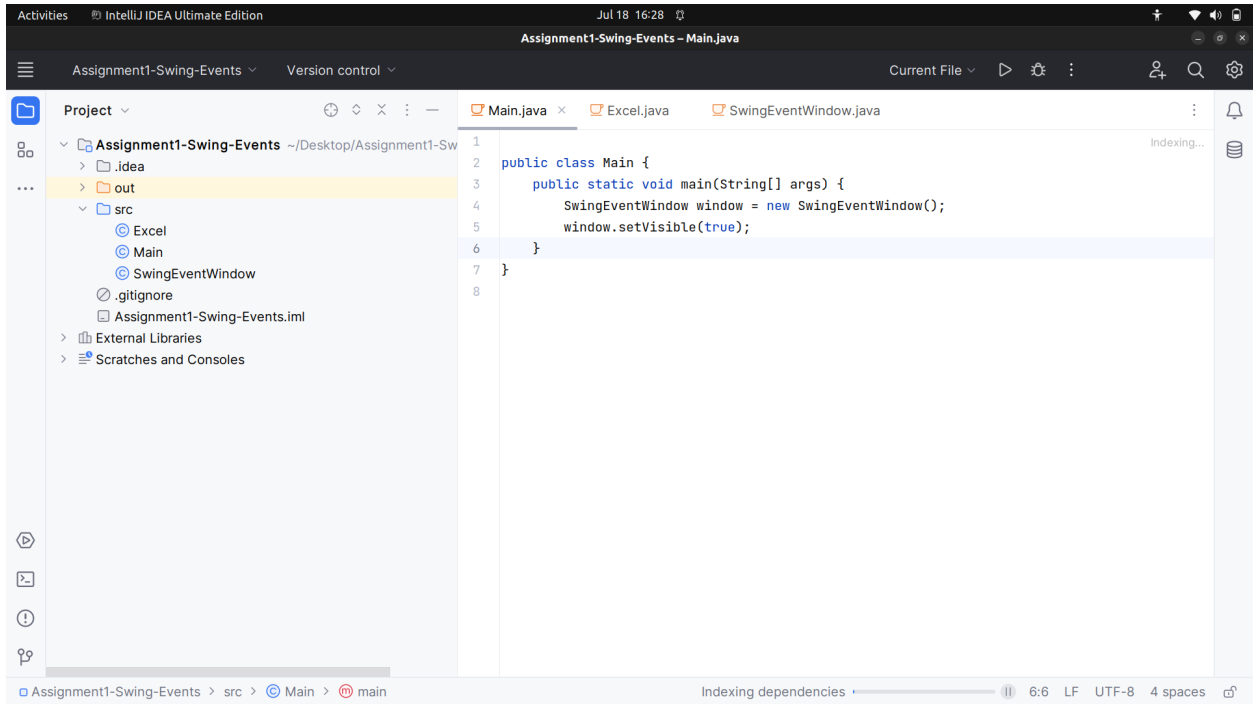 Activities IntelliJ IDEA Ultimate Edition Jul 18 16:28
Assignment1-Swing-Events – Main.java
Assignment1-Swing-Events Version control Current File
Project Main.java Excel.java SwingEventWindow.java
Assignment1-Swing-Events ~/Desktop/Assignment1-Sw
.idea
out
src
Excel
Main
SwingEventWindow
.gitignore
Assignment1-Swing-Events.iml
External Libraries
Scratches and Consoles
Indexing...
1
2 public class Main {
3     public static void main(String[] args) {
4         SwingEventWindow window = new SwingEventWindow();
5         window.setVisible(true);
6     }
7 }
8
Assignment1-Swing-Events > src > Main > main Indexing dependencies 6:6 LF UTF-8 4 spaces